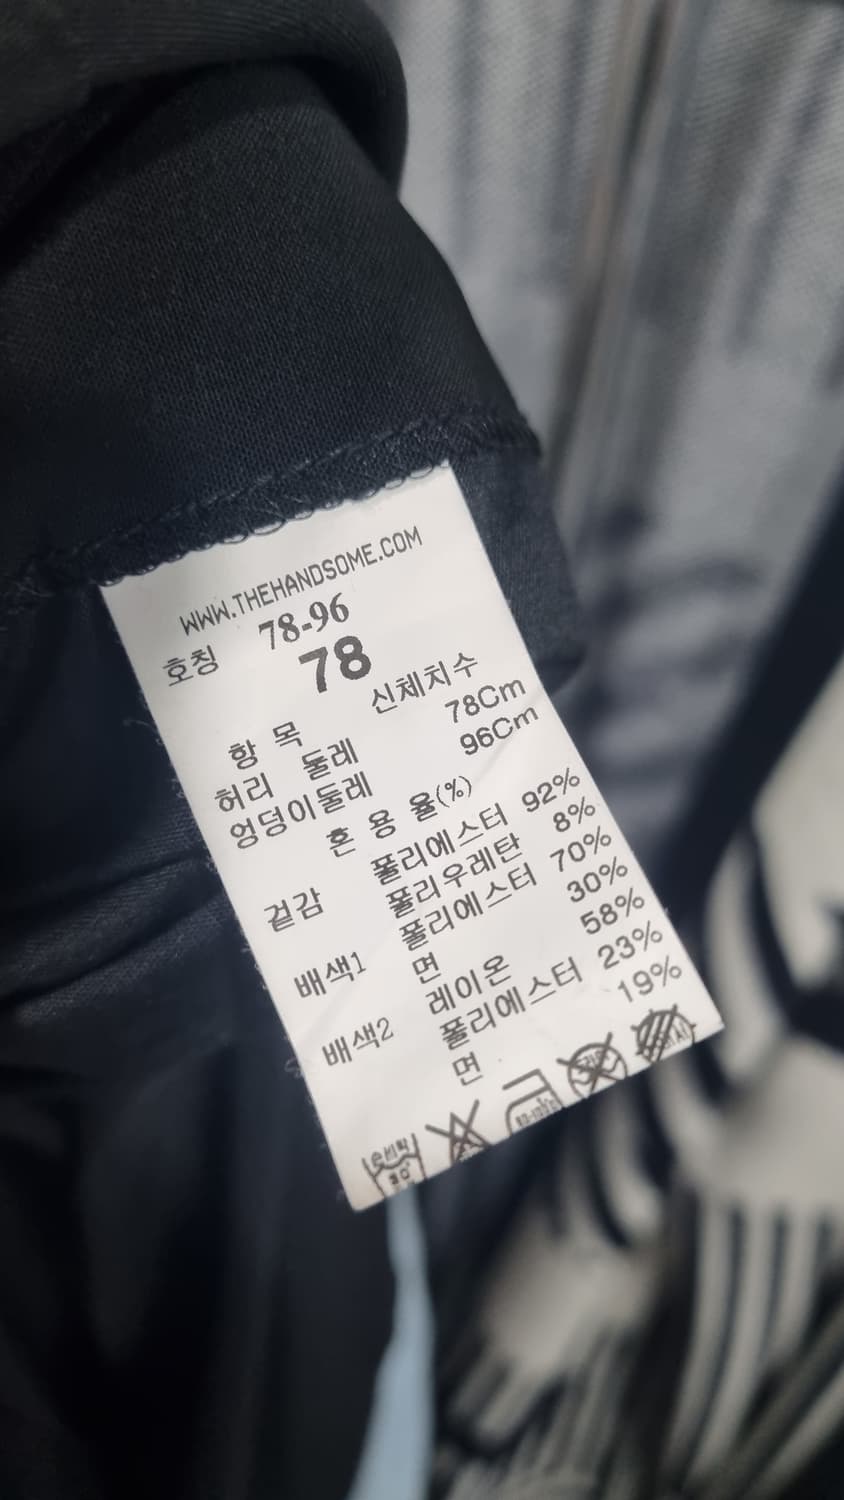 WWW.THEHANDSOME.COM
호칭 78-96
78
항 목 신체치수
허리 둘레 78Cm
엉덩이둘레 96Cm
혼 용 율(%)
겉감 폴리에스터 92%
폴리우레탄 8%
배색1 폴리에스터 70%
면 30%
배색2 레이온 58%
폴리에스터 23%
면 19%
손세탁